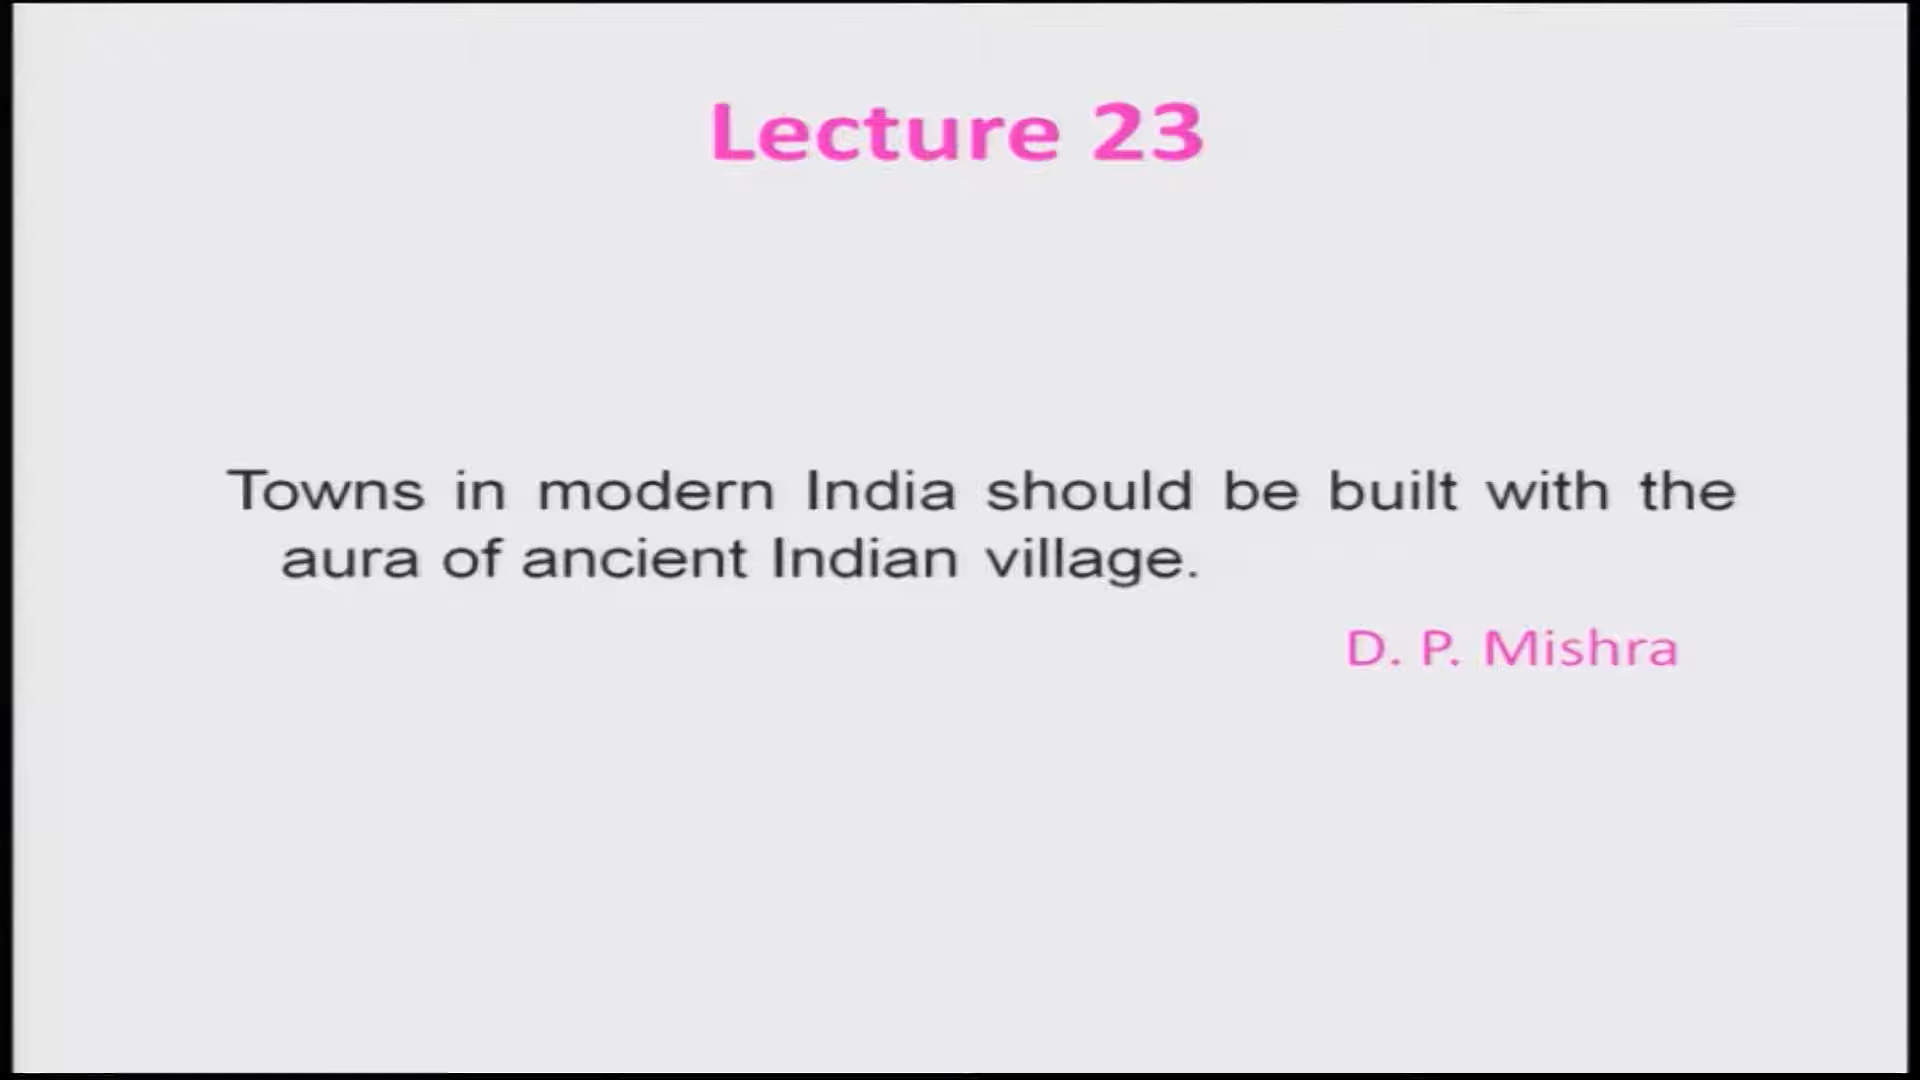 Lecture 23
Towns in modern India should be built with the
aura of ancient Indian village.
D. P. Mishra